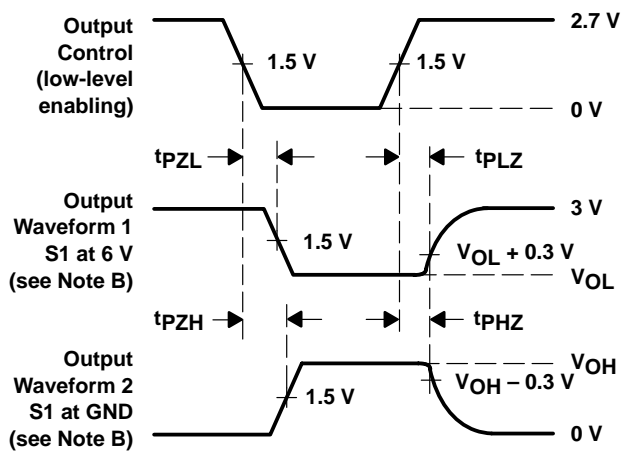 Output
Control
(low-level
enabling)
1.5 V
1.5 V
2.7 V
0 V
tPZL
tPLZ
Output
Waveform 1
S1 at 6 V
(see Note B)
1.5 V
3 V
VOL + 0.3 V
VOL
tPZH
tPHZ
Output
Waveform 2
S1 at GND
(see Note B)
1.5 V
VOH
VOH – 0.3 V
0 V